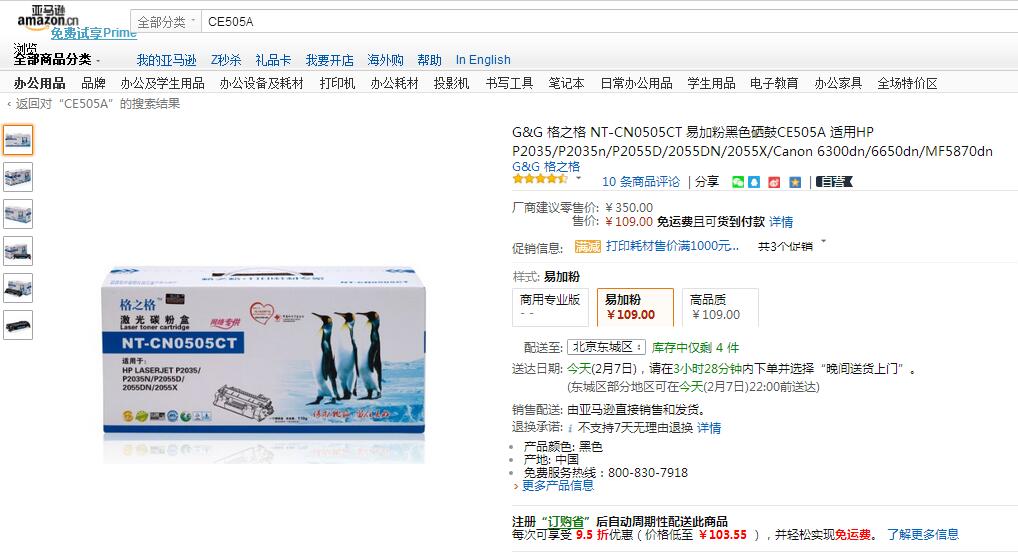 亚马逊
amazon.cn
免费试享Prime
全部分类 CE505A
浏览
全部商品分类
我的亚马逊 Z秒杀 礼品卡 我要开店 海外购 帮助 In English
办公用品 品牌 办公及学生用品 办公设备及耗材 打印机 办公耗材 投影机 书写工具 笔记本 日常办公用品 学生用品 电子教育 办公家具 全场特价区
‹ 返回对 “CE505A” 的搜索结果
G&G 格之格 NT-CN0505CT 易加粉黑色硒鼓CE505A 适用HP
P2035/P2035n/P2055D/2055DN/2055X/Canon 6300dn/6650dn/MF5870dn
G&G 格之格
10 条商品评论 | 分享 | 自营
厂商建议零售价: ￥350.00
售价: ￥109.00 免运费且可货到付款 详情
促销信息: 满减 打印耗材售价满1000元... 共3个促销
样式: 易加粉
商用专业版
- -
易加粉
￥109.00
高品质
￥109.00
配送至: 北京东城区 库存中仅剩 4 件
送达日期: 今天(2月7日)，请在3小时28分钟内下单并选择“晚间送货上门”。
(东城区部分地区可在今天(2月7日)22:00前送达)
销售配送: 由亚马逊直接销售和发货。
退换承诺: i 不支持7天无理由退换 详情
• 产品颜色: 黑色
• 产地: 中国
• 免费服务热线：800-830-7918
› 更多产品信息
注册“订购省”后自动周期性配送此商品
每次可享受 9.5 折优惠（价格低至 ￥103.55 ），并轻松实现免运费。 了解更多信息
NT-CN0505CT
格之格
激光碳粉盒
Laser toner cartridge
网络专供
NT-CN0505CT
适用于:
HP LASERJET P2035/
P2035N/P2055D/
2055DN/2055X